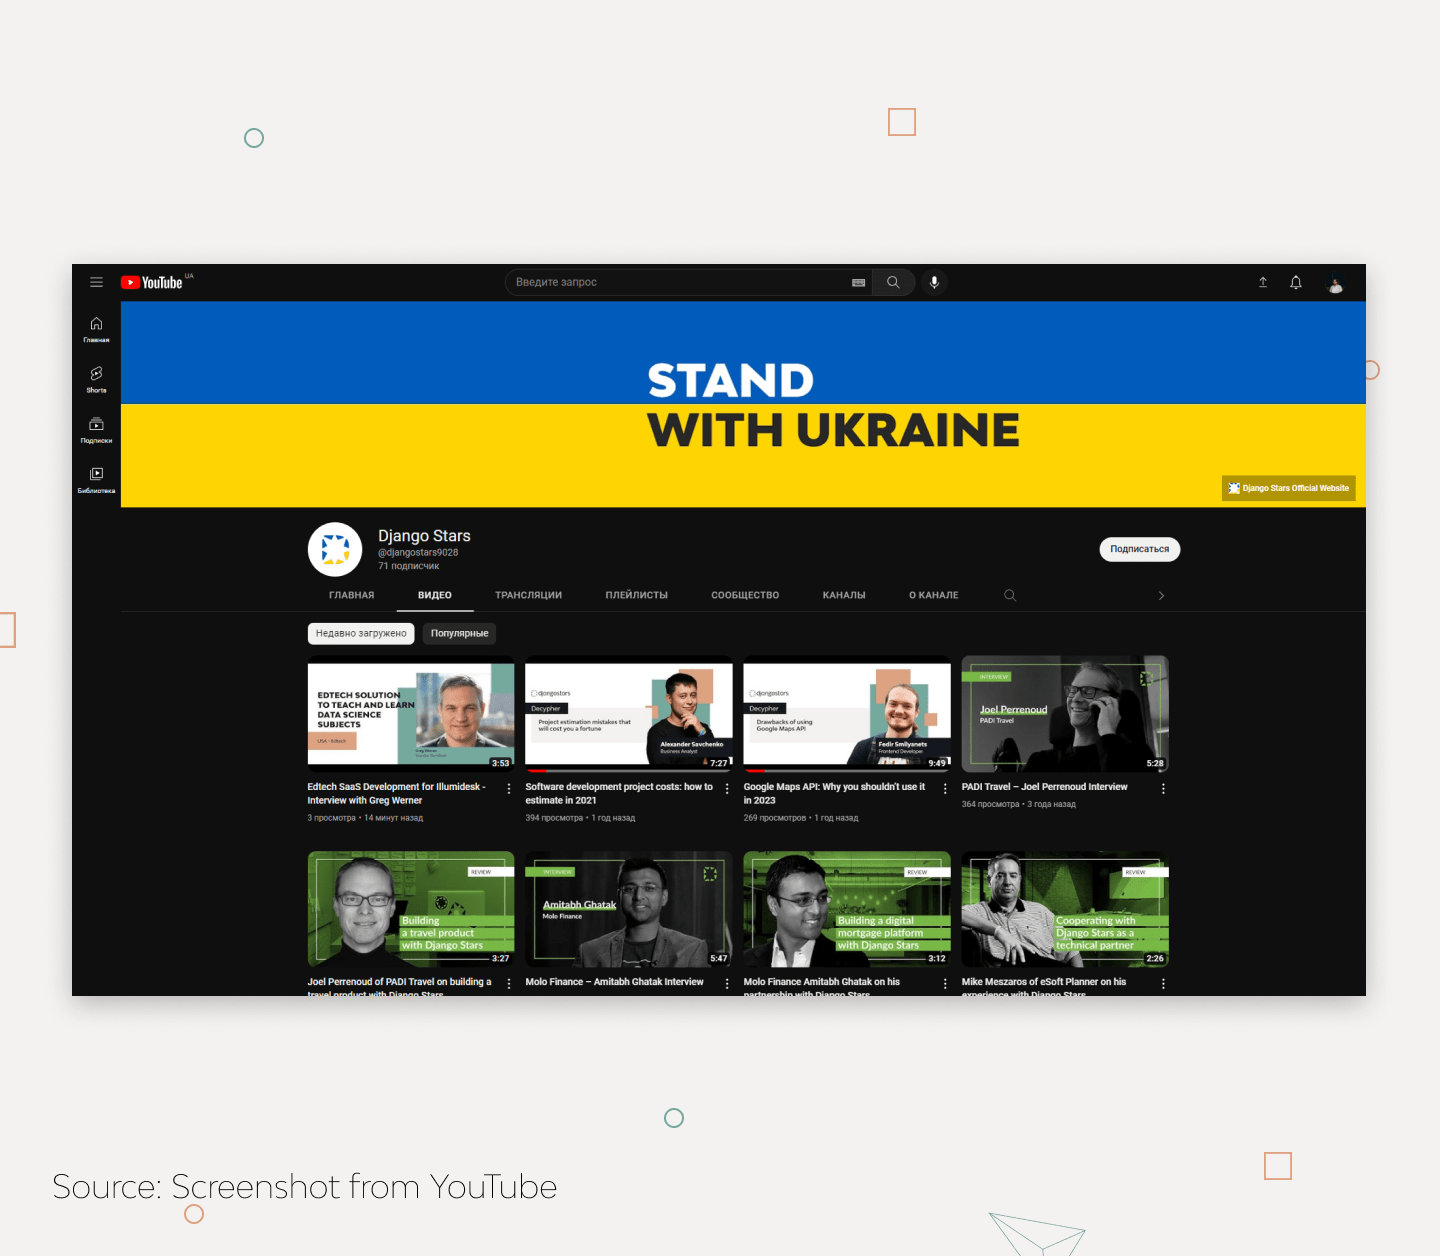 YouTube UA
Введите запрос
Главная
Shorts
Подписки
Библиотека
STAND
WITH UKRAINE
Django Stars Official Website
Django Stars
@djangostars9028
71 подписчик
Подписаться
ГЛАВНАЯ ВИДЕО ТРАНСЛЯЦИИ ПЛЕЙЛИСТЫ СООБЩЕСТВО КАНАЛЫ О КАНАЛЕ
Недавно загружено Популярные
EDTECH SOLUTION
TO TEACH AND LEARN
DATA SCIENCE
SUBJECTS
USA - Edtech
Greg Werner
3:53
Edtech SaaS Development for Illumidesk -
Interview with Greg Werner
3 просмотра • 14 минут назад
djangostars
Decypher
Project estimation mistakes that
will cost you a fortune
Alexander Savchenko
Business Analyst
7:27
Software development project costs: how to
estimate in 2021
394 просмотра • 1 год назад
djangostars
Decypher
Drawbacks of using
Google Maps API
Fedir Smilyanets
Frontend Developer
9:49
Google Maps API: Why you shouldn't use it
in 2023
269 просмотров • 1 год назад
INTERVIEW
Joel Perrenoud
PADI Travel
5:28
PADI Travel – Joel Perrenoud Interview
364 просмотра • 3 года назад
REVIEW
Building
a travel product
with Django Stars
3:27
Joel Perrenoud of PADI Travel on building a
travel product with Django Stars
INTERVIEW
Amitabh Ghatak
Molo Finance
5:47
Molo Finance – Amitabh Ghatak Interview
REVIEW
Building a digital
mortgage platform
with Django Stars
3:12
Molo Finance Amitabh Ghatak on his
partnership with Django Stars
REVIEW
Cooperating with
Django Stars as a
technical partner
2:26
Mike Meszaros of eSoft Planner on his
experience with Django Stars
Source: Screenshot from YouTube